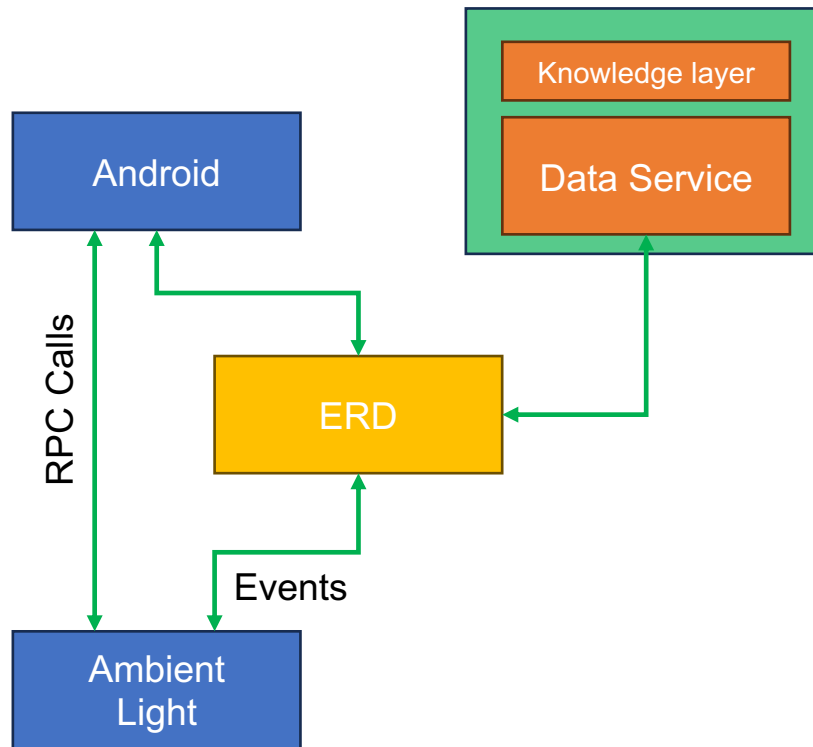 Knowledge layer
Android
Data Service
RPC Calls
ERD
Events
Ambient
Light